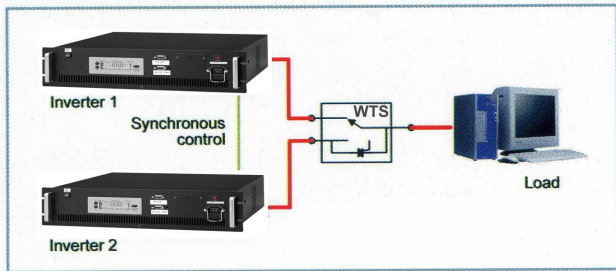 Inverter 1
Synchronous
control
WTS
Load
Inverter 2